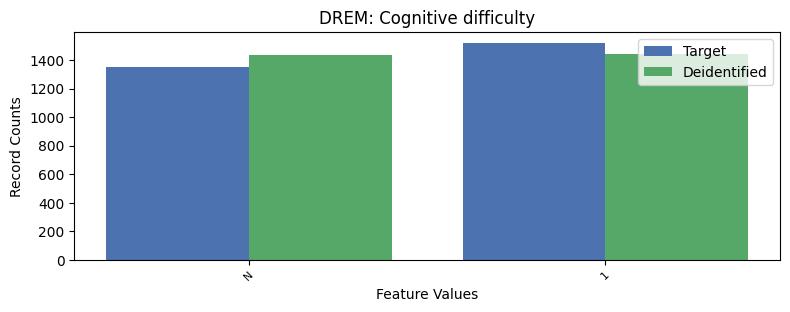 DREM: Cognitive difficulty
Target
Deidentified
Record Counts
1400
1200
1000
800
600
400
200
0
N
1
Feature Values